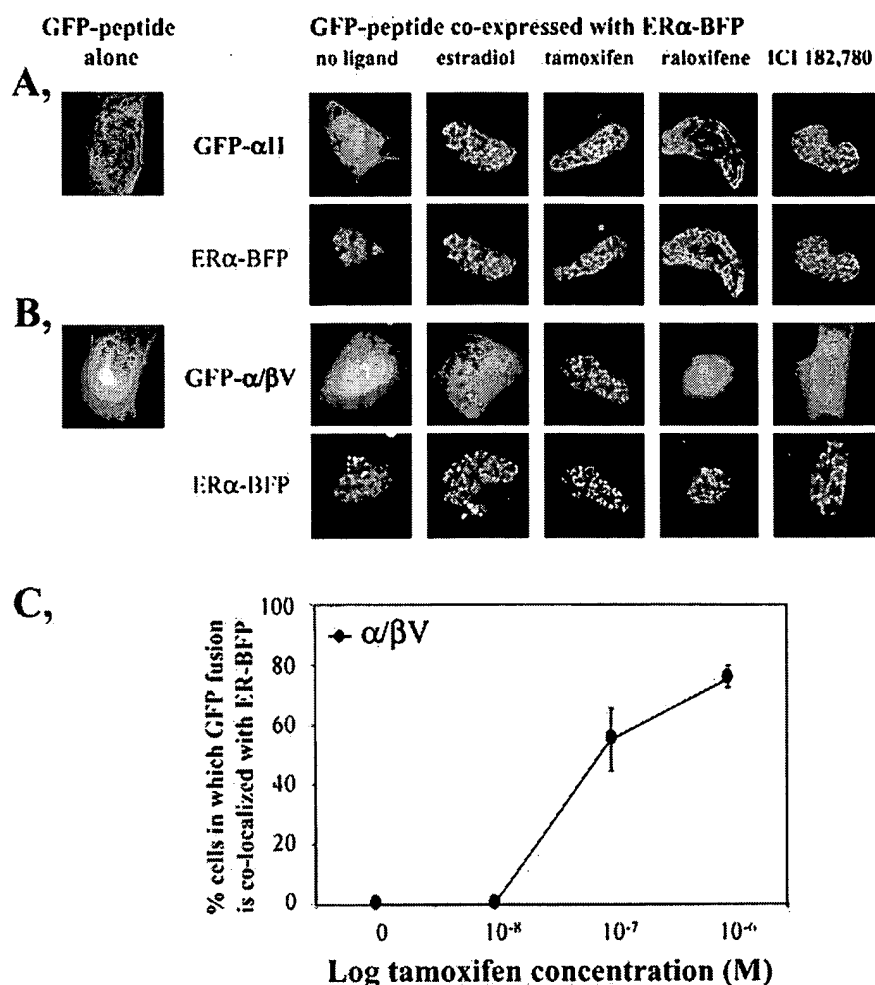 GFP-peptide alone
GFP-peptide co-expressed with ERα-BFP
no ligand estradiol tamoxifen raloxifene ICI 182,780
A,
GFP-αII
ERα-BFP
B,
GFP-α/βV
ERα-BFP
C,
% cells in which GFP fusion
is co-localized with ER-BFP
100
80
60
40
20
0
α/βV
0 10-8 10-7 10-6
Log tamoxifen concentration (M)